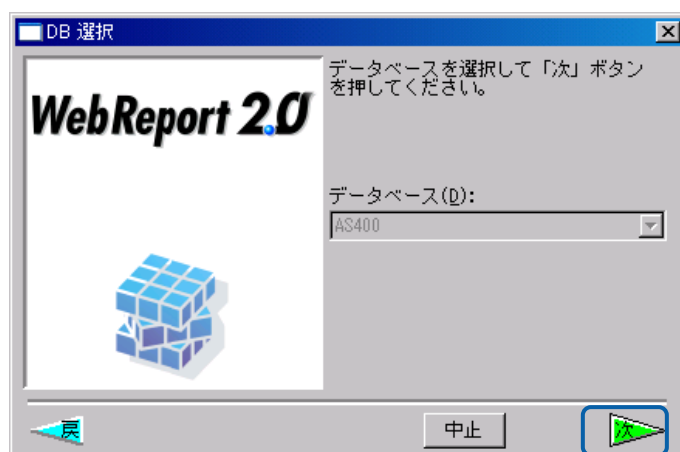 DB 選択
データベースを選択して「次」ボタン
を押してください。
WebReport 2.0
データベース(D):
AS400
戻
中止
次